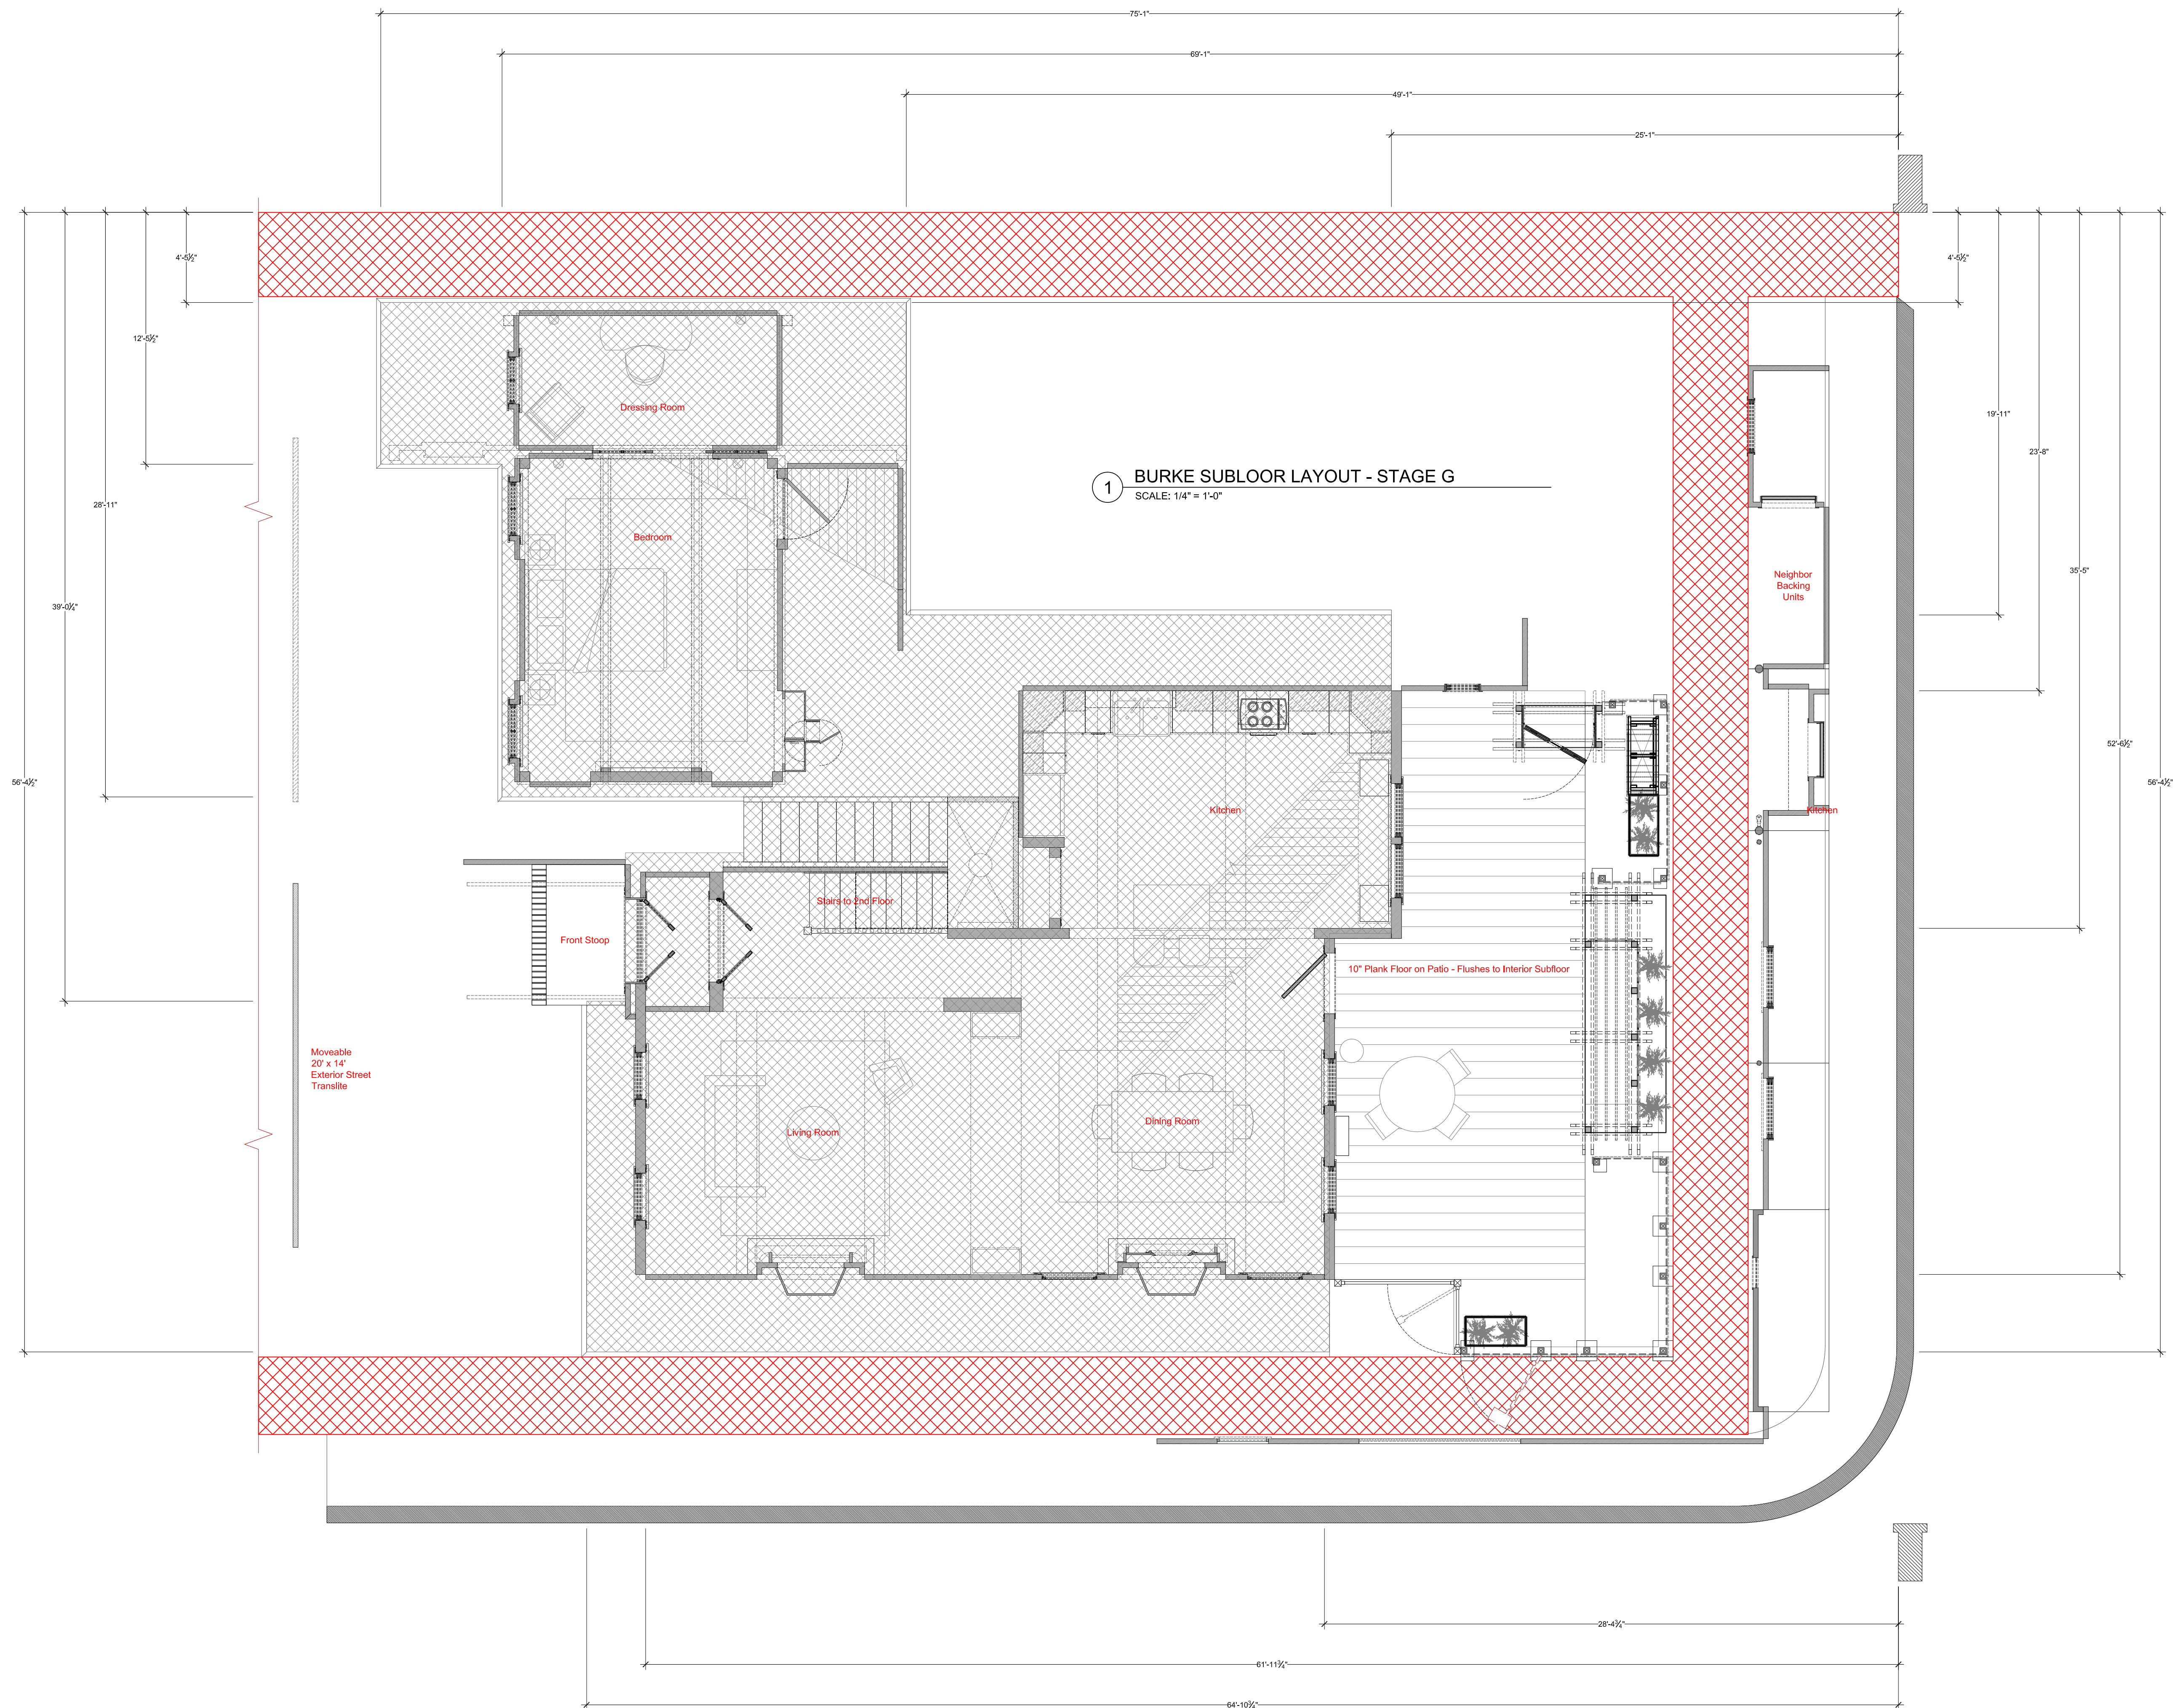 75'-1"
69'-1"
49'-1"
25'-1"
4'-5½"
4'-5½"
12'-5½"
Dressing Room
19'-11"
23'-8"
1
BURKE SUBLOOR LAYOUT - STAGE G
SCALE: 1/4" = 1'-0"
28'-11"
Bedroom
Neighbor
Backing
Units
35'-5"
39'-0¼"
52'-6½"
56'-4½"
56'-4½"
Kitchen
Kitchen
Stairs to 2nd Floor
Front Stoop
10" Plank Floor on Patio - Flushes to Interior Subfloor
Moveable
20' x 14'
Exterior Street
Translite
Living Room
Dining Room
28'-4¾"
61'-11¾"
64'-10¾"